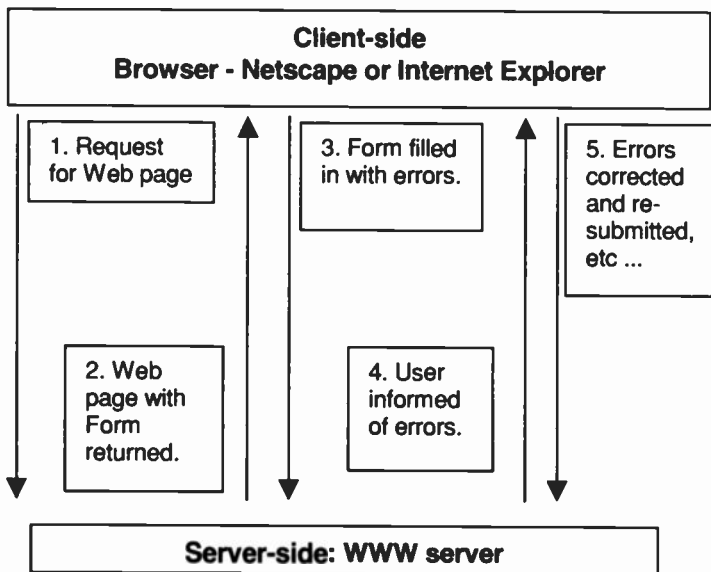 Client-side
Browser - Netscape or Internet Explorer
1. Request
for Web page
2. Web
page with
Form
returned.
3. Form filled
in with errors.
4. User
informed
of errors.
5. Errors
corrected
and re-
submitted,
etc ...
Server-side: WWW server